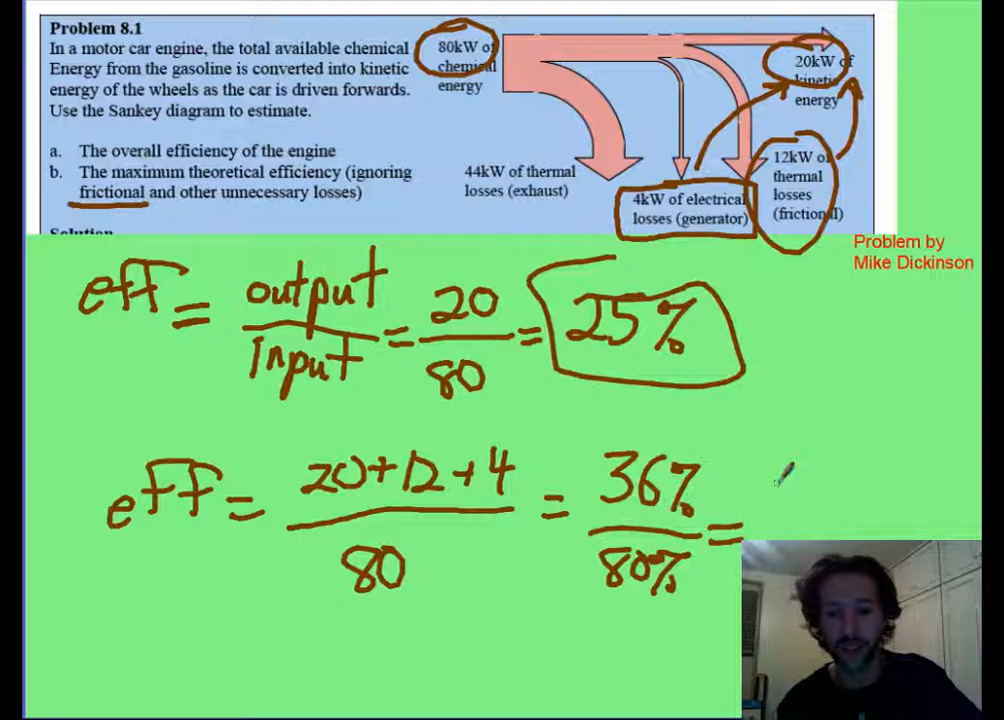 Problem 8.1
In a motor car engine, the total available chemical
Energy from the gasoline is converted into kinetic
energy of the wheels as the car is driven forwards.
Use the Sankey diagram to estimate.
a. The overall efficiency of the engine
b. The maximum theoretical efficiency (ignoring
frictional and other unnecessary losses)
Solution
80kW of
chemical
energy
20kW of
kinetic
energy
44kW of thermal
losses (exhaust)
4kW of electrical
losses (generator)
12kW of
thermal
losses
(frictional)
Problem by
Mike Dickinson
eff = output / input = 20 / 80 = 25%
eff = 20+12+4 / 80 = 36% / 80% =